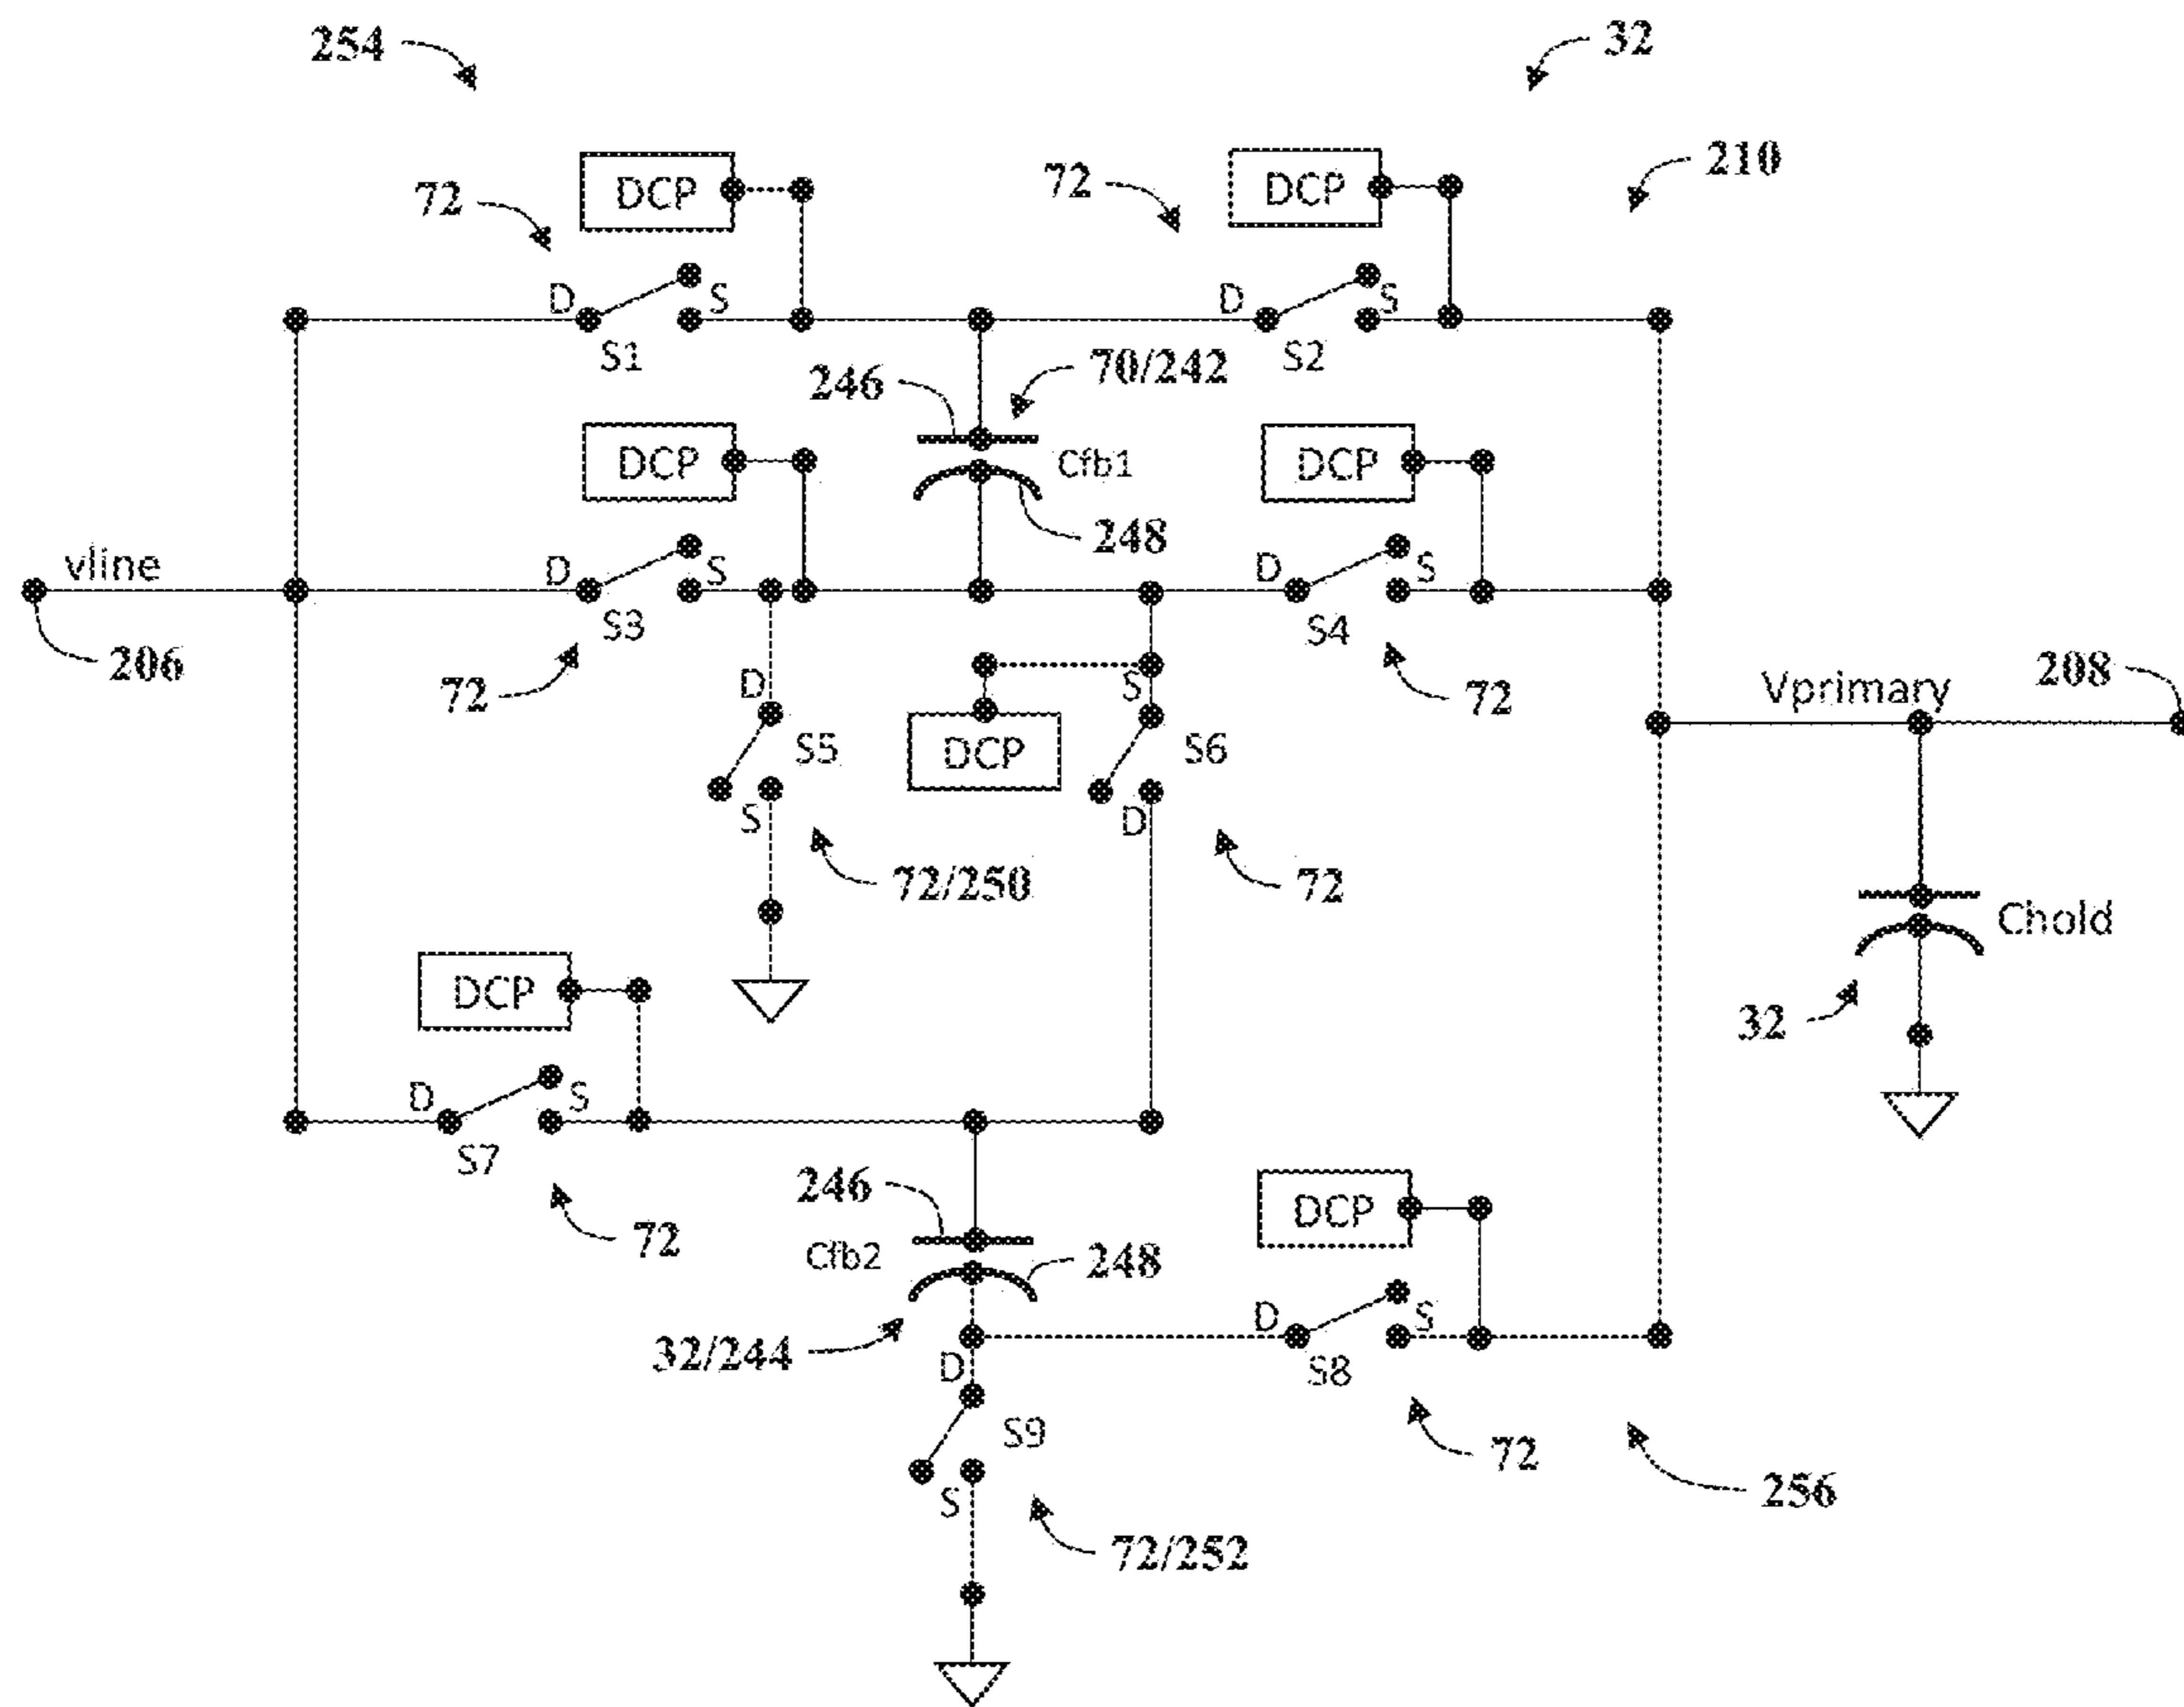 254
32
210
DCP
DCP
72
72
D
S
D
S
S1
S2
246
70/242
DCP
Cfb1
DCP
248
vline
D
S
D
S
S3
S4
206
72
72
D
S
Vprimary
208
S5
DCP
S6
S
D
72/250
72
Chold
DCP
32
D
S
S7
246
DCP
72
Cfb2
248
32/244
D
D
S
S8
S9
72
S
256
72/252